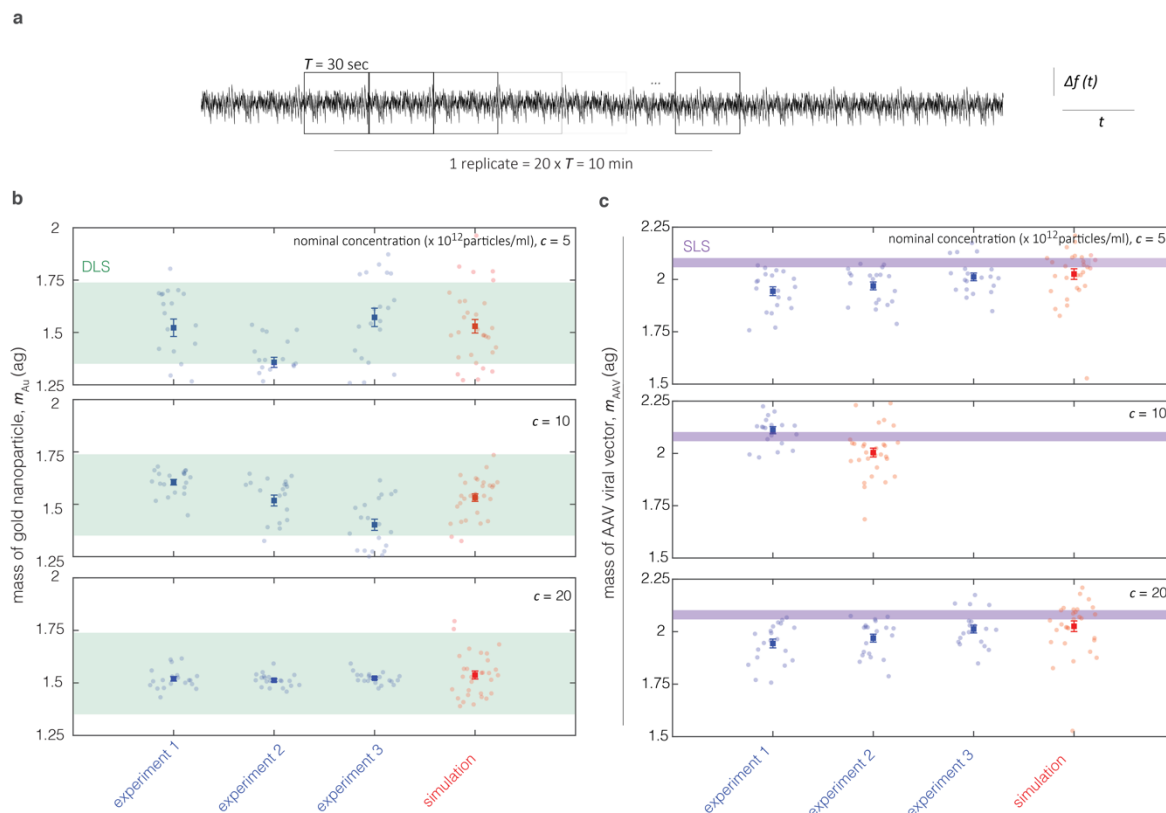 a
T = 30 sec
...
Δf (t)
t
1 replicate = 20 x T = 10 min
b
mass of gold nanoparticle, mAu (ag)
2
nominal concentration (x 10¹²particles/ml), c = 5
DLS
1.75
1.5
1.25
2
c = 10
1.75
1.5
1.25
2
c = 20
1.75
1.5
1.25
experiment 1
experiment 2
experiment 3
simulation
c
mass of AAV viral vector, mAAV (ag)
2.25
nominal concentration (x 10¹²particles/ml), c = 5
SLS
2
1.75
1.5
2.25
c = 10
2
1.75
1.5
2.25
c = 20
2
1.75
1.5
experiment 1
experiment 2
experiment 3
simulation